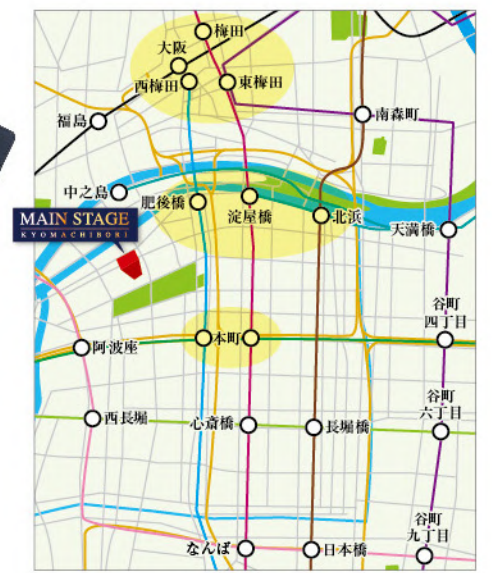 梅田
大阪
西梅田
東梅田
福島
南森町
中之島
肥後橋
淀屋橋
北浜
天満橋
MAIN STAGE
KYOMACHIBORI
谷町
四丁目
阿波座
本町
谷町
六丁目
西長堀
心斎橋
長堀橋
谷町
九丁目
なんば
日本橋